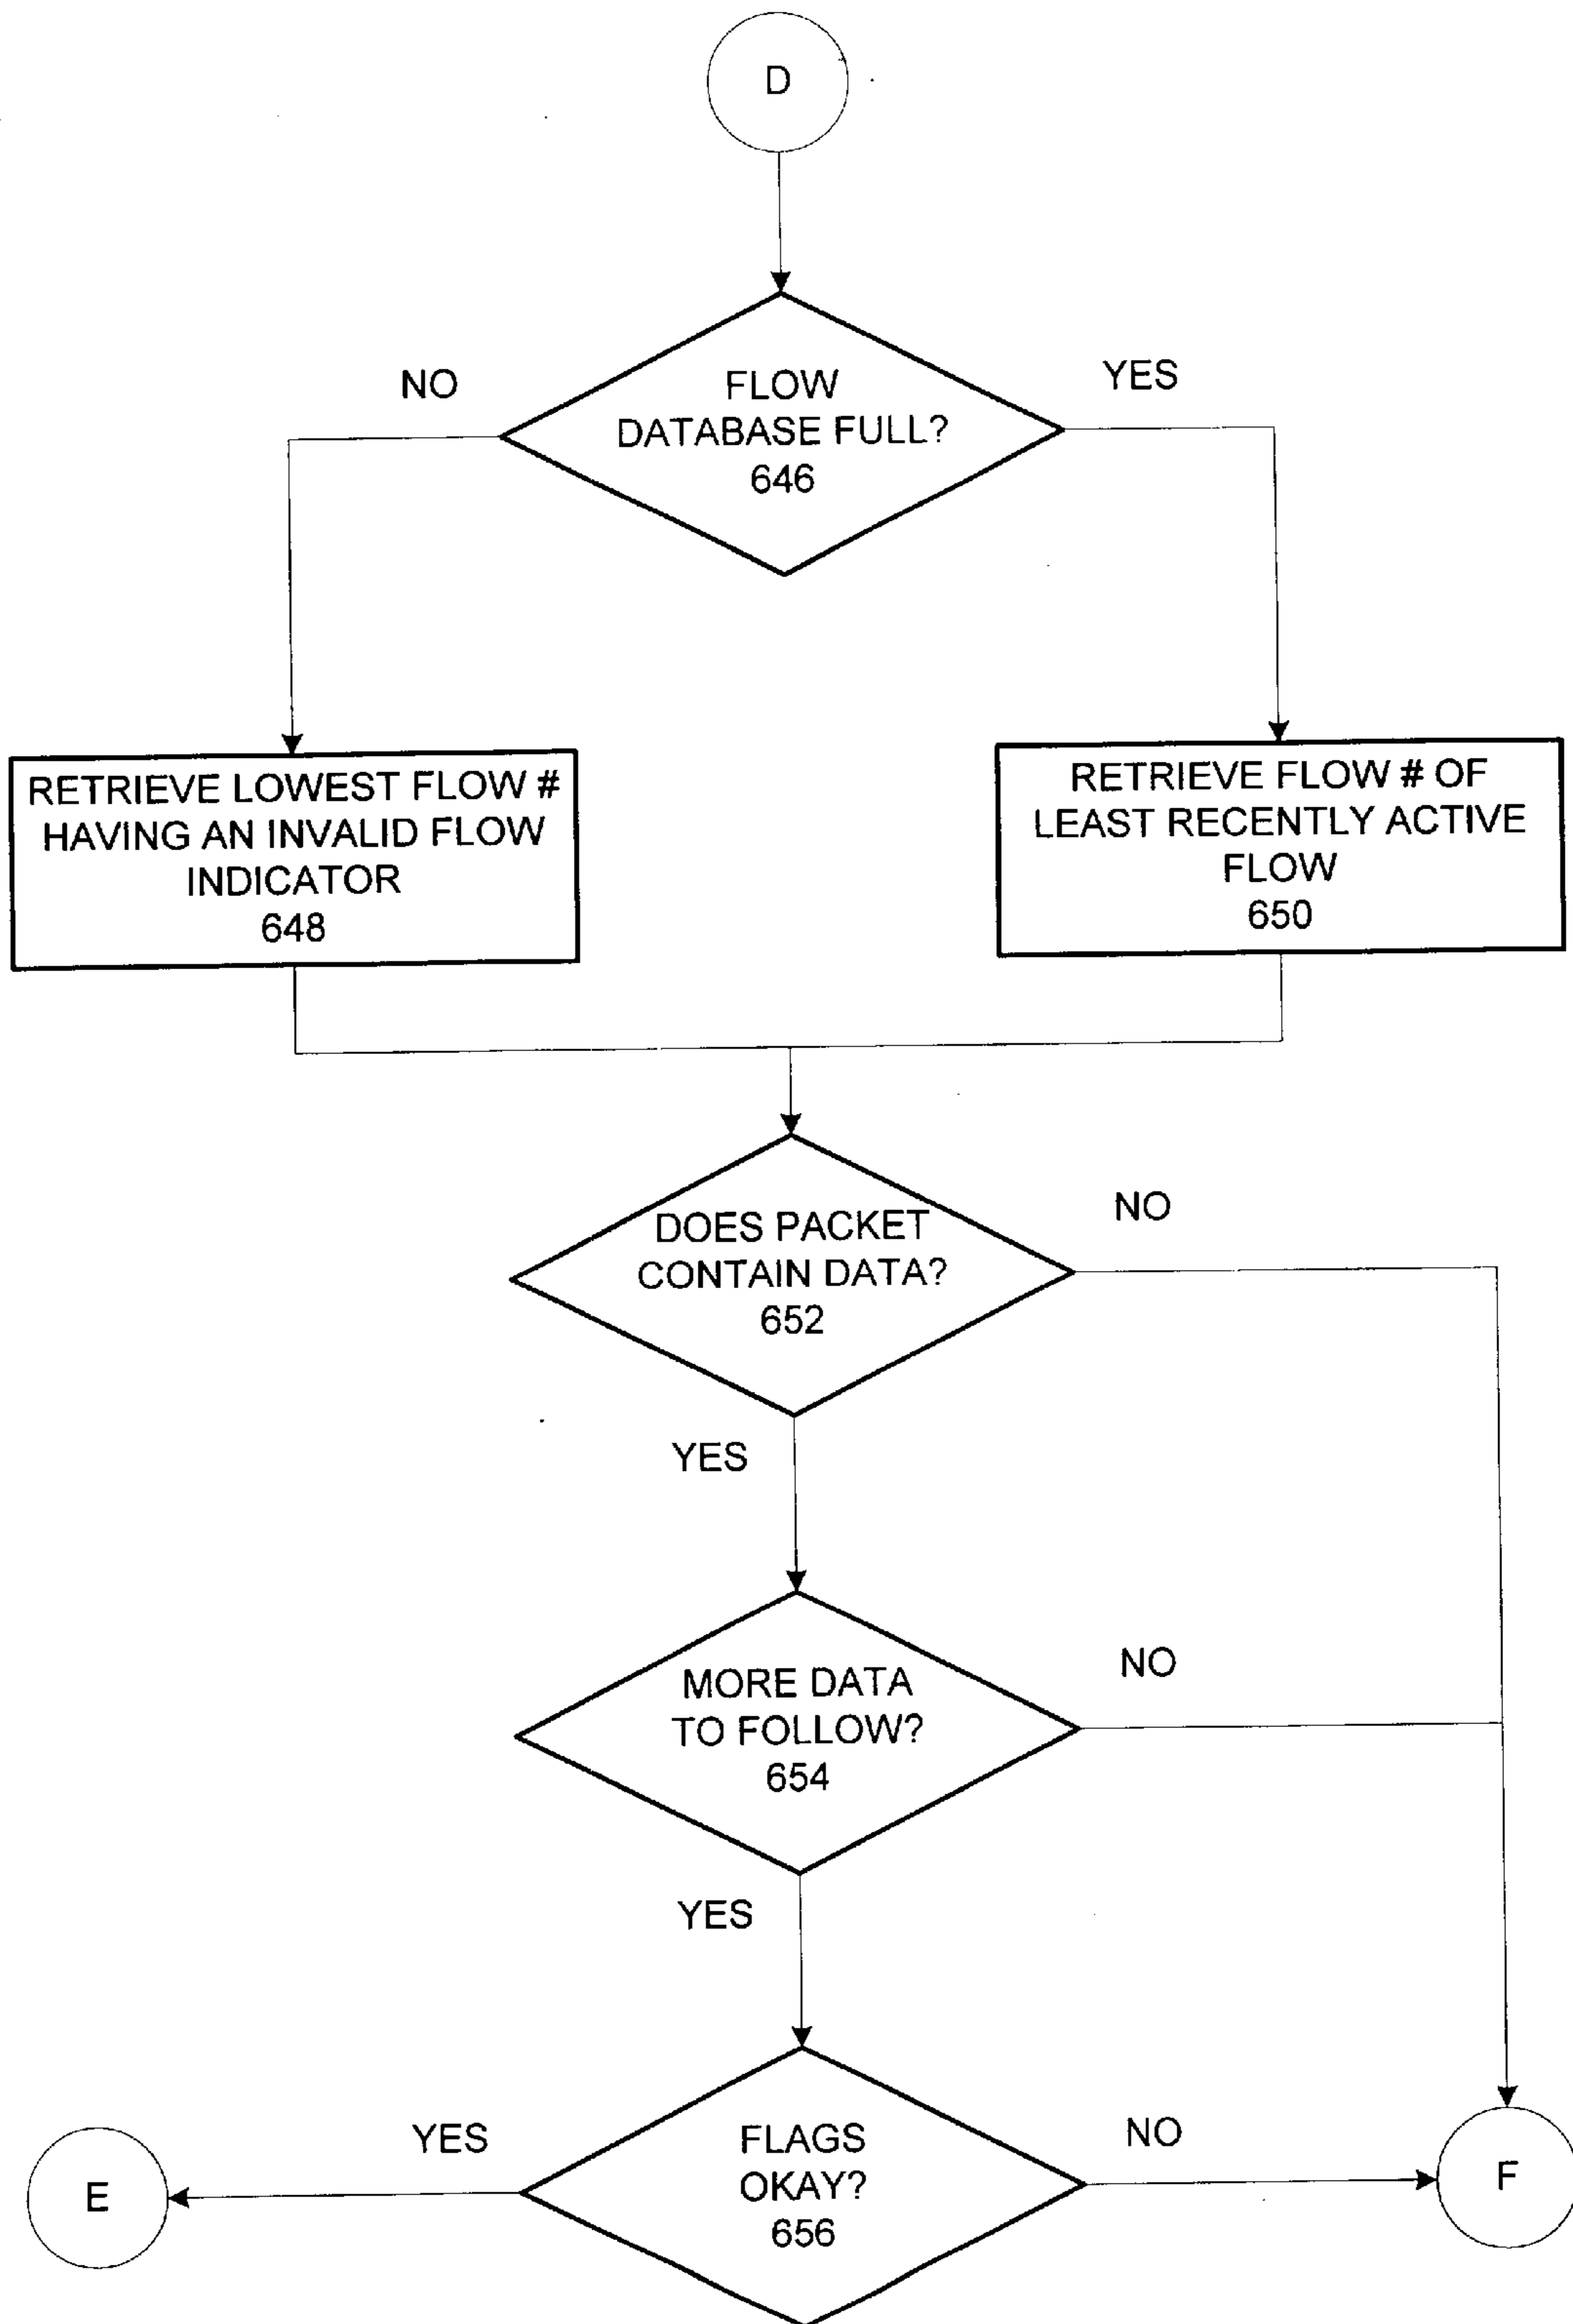 D
NO
YES
FLOW
DATABASE FULL?
646
RETRIEVE LOWEST FLOW #
HAVING AN INVALID FLOW
INDICATOR
648
RETRIEVE FLOW # OF
LEAST RECENTLY ACTIVE
FLOW
650
DOES PACKET
CONTAIN DATA?
652
NO
YES
MORE DATA
TO FOLLOW?
654
NO
YES
FLAGS
OKAY?
656
YES
NO
E
F